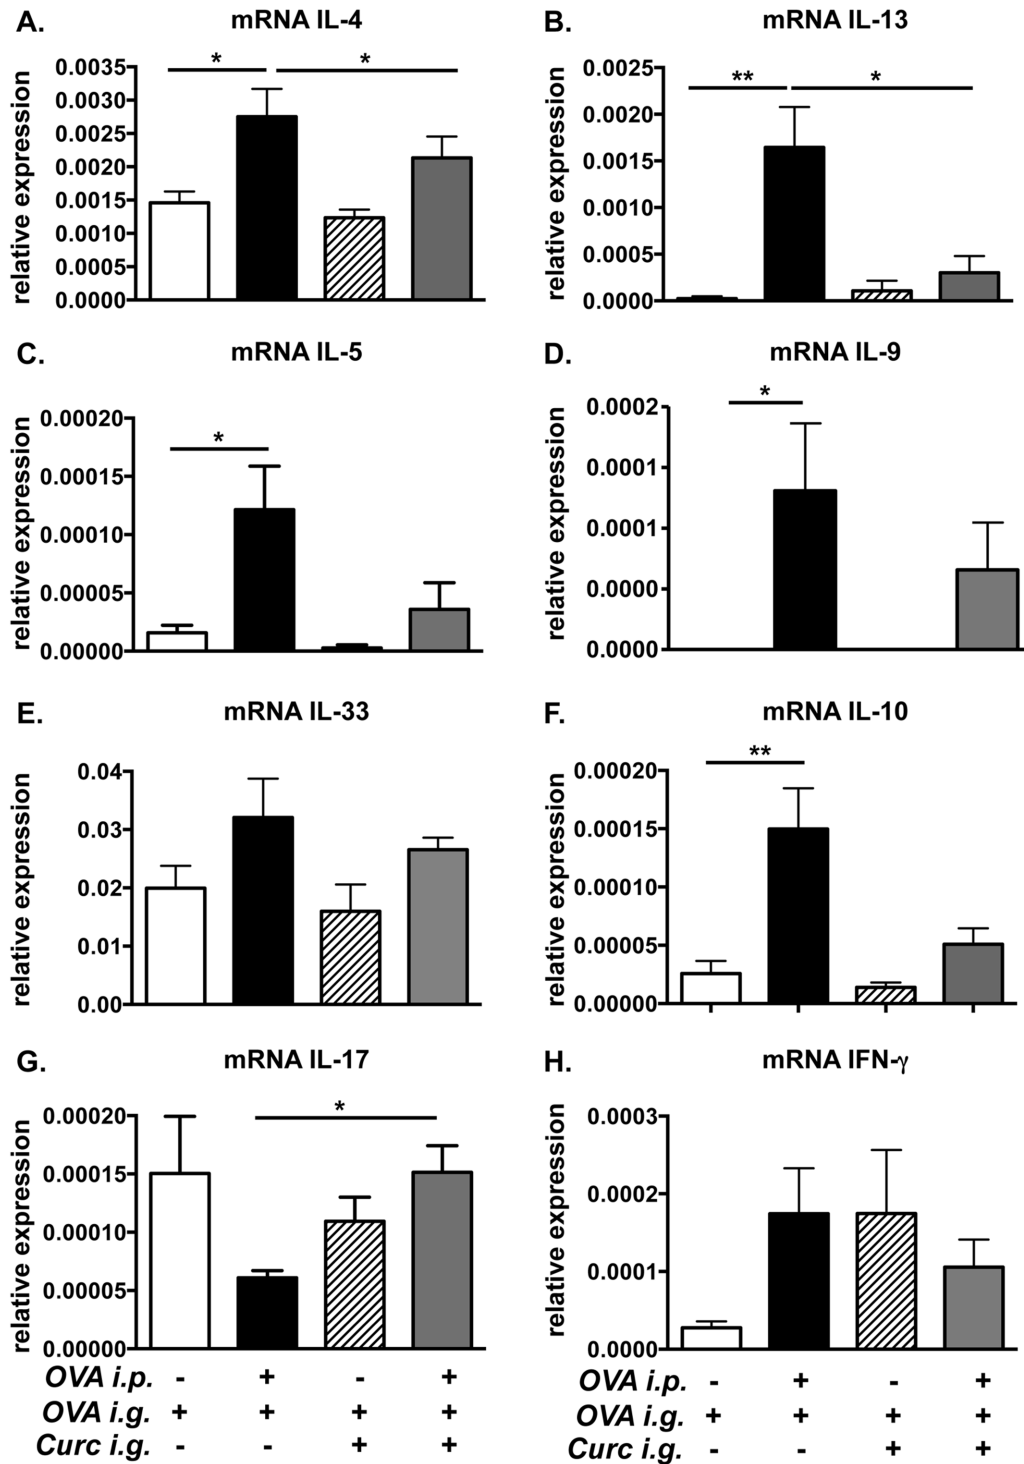 A.
mRNA IL-4
relative expression
0.0035
0.0030
0.0025
0.0020
0.0015
0.0010
0.0005
0.0000
*
*
B.
mRNA IL-13
relative expression
0.0025
0.0020
0.0015
0.0010
0.0005
0.0000
**
*
C.
mRNA IL-5
relative expression
0.00020
0.00015
0.00010
0.00005
0.00000
*
D.
mRNA IL-9
relative expression
0.0002
0.0001
0.0001
0.0000
0.0000
*
E.
mRNA IL-33
relative expression
0.04
0.03
0.02
0.01
0.00
F.
mRNA IL-10
relative expression
0.00020
0.00015
0.00010
0.00005
0.00000
**
G.
mRNA IL-17
relative expression
0.00020
0.00015
0.00010
0.00005
0.00000
*
OVA i.p. - + - +
OVA i.g. + + + +
Curc i.g. - - + +
H.
mRNA IFN-γ
relative expression
0.0003
0.0002
0.0001
0.0000
OVA i.p. - + - +
OVA i.g. + + + +
Curc i.g. - - + +